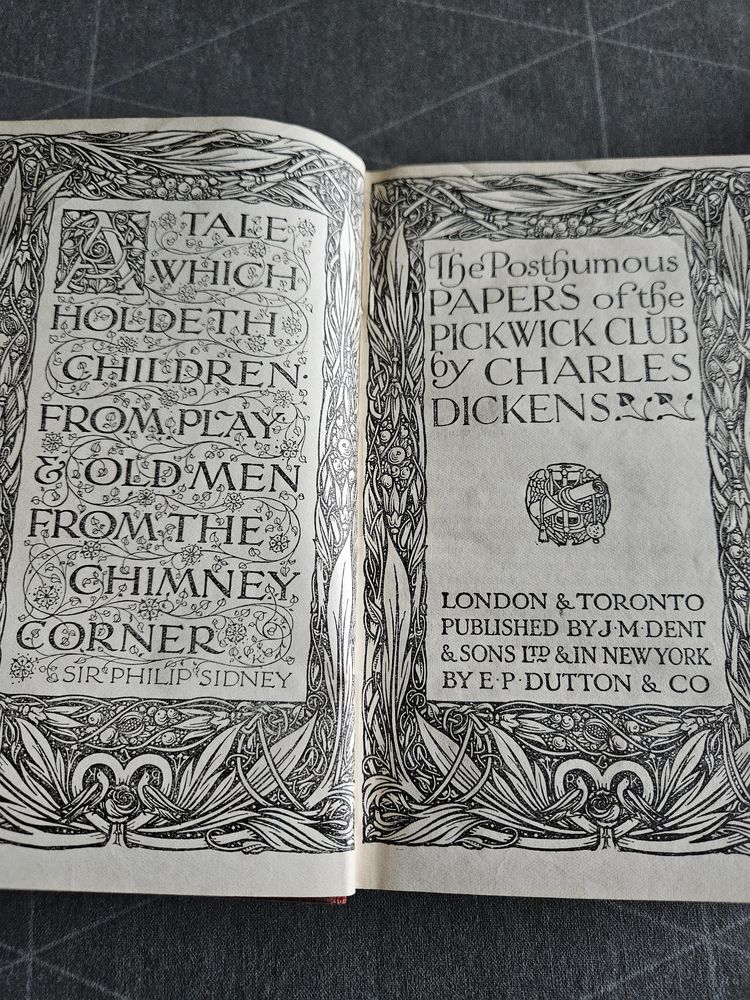 A TALE
WHICH
HOLDETH
CHILDREN
FROM PLAY
& OLD MEN
FROM THE
CHIMNEY
CORNER
SIR PHILIP SIDNEY
The Posthumous
PAPERS of the
PICKWICK CLUB
by CHARLES
DICKENS
LONDON & TORONTO
PUBLISHED BY J·M·DENT
& SONS LTD & IN NEW YORK
BY E·P·DUTTON & CO